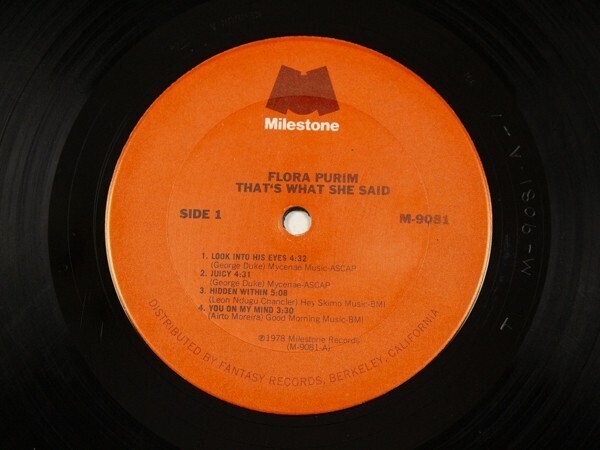 Milestone
FLORA PURIM
THAT'S WHAT SHE SAID
SIDE 1
M-9081
1. LOOK INTO HIS EYES 4:32
(George Duke) Mycenae Music-ASCAP
2. JUICY 4:31
(George Duke) Mycenae-ASCAP
3. HIDDEN WITHIN 5:08
(Leon Ndugu Chancler) Hey Skimo Music-BMI
4. YOU ON MY MIND 3:30
(Airto Moreira) Good Morning Music-BMI
℗1978 Milestone Records
(M-9081-A)
DISTRIBUTED BY FANTASY RECORDS, BERKELEY, CALIFORNIA